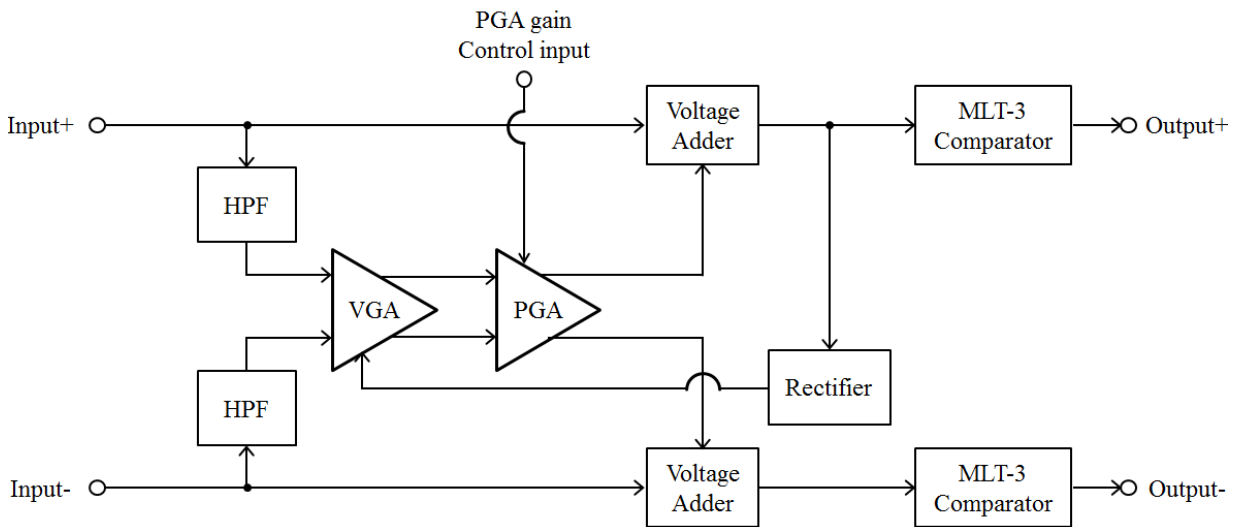 PGA gain
Control input
Input+
Voltage
Adder
MLT-3
Comparator
Output+
HPF
VGA
PGA
HPF
Rectifier
Input-
Voltage
Adder
MLT-3
Comparator
Output-